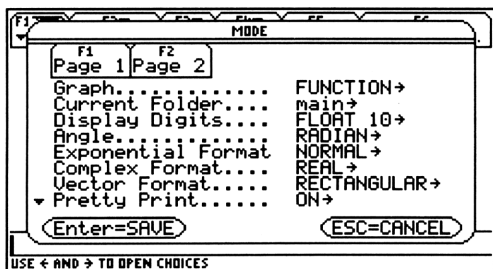 MODE
F1 F2
Page 1 Page 2
Graph.............. FUNCTION→
Current Folder.... main→
Display Digits.... FLOAT 10→
Angle.............. RADIAN→
Exponential Format NORMAL→
Complex Format..... REAL→
Vector Format...... RECTANGULAR→
▾ Pretty Print...... ON→
Enter=SAVE ESC=CANCEL
USE ← AND → TO OPEN CHOICES